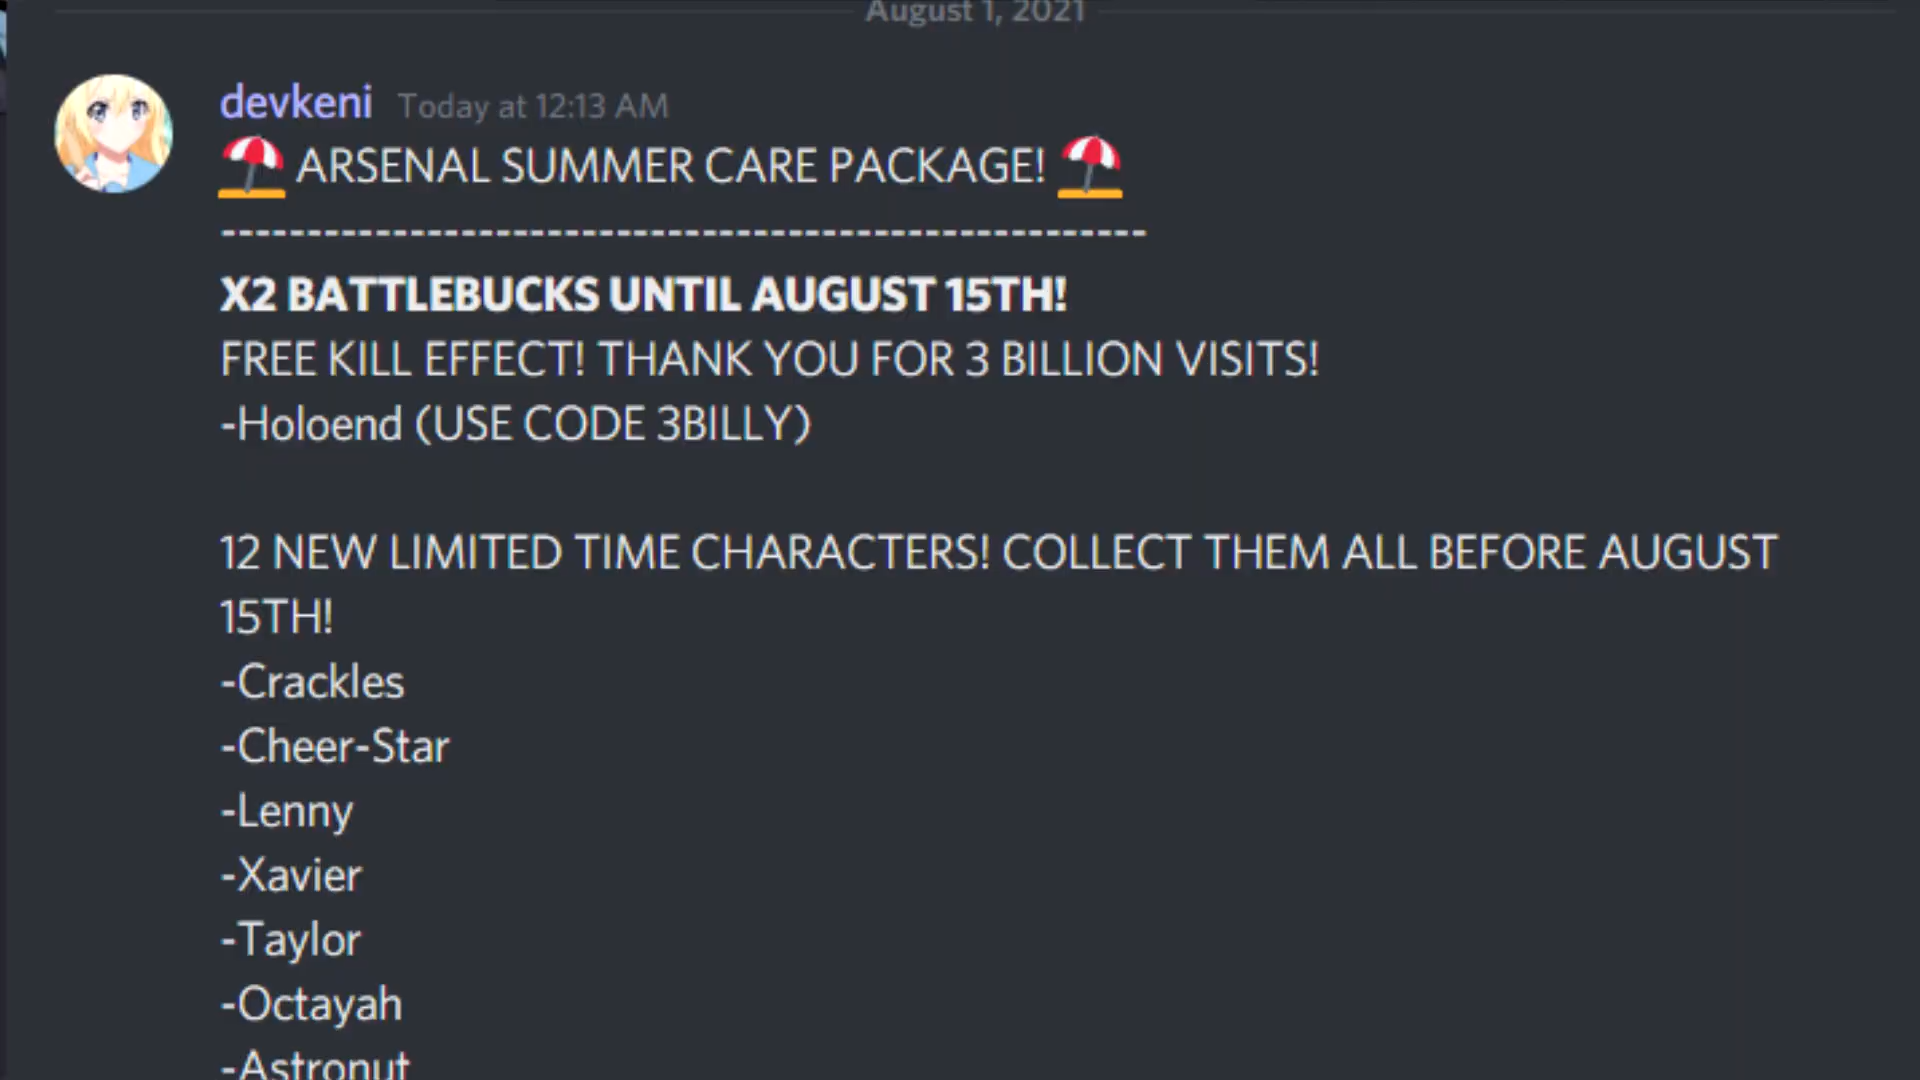 August 1, 2021
devkeni Today at 12:13 AM
ARSENAL SUMMER CARE PACKAGE!
------------------------------------------------------
X2 BATTLEBUCKS UNTIL AUGUST 15TH!
FREE KILL EFFECT! THANK YOU FOR 3 BILLION VISITS!
-Holoend (USE CODE 3BILLY)
12 NEW LIMITED TIME CHARACTERS! COLLECT THEM ALL BEFORE AUGUST
15TH!
-Crackles
-Cheer-Star
-Lenny
-Xavier
-Taylor
-Octayah
-Astronut